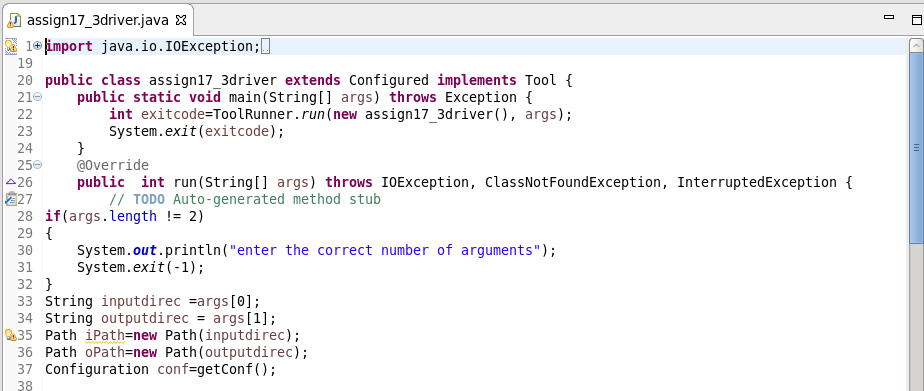 assign17_3driver.java
1 import java.io.IOException;
19
20 public class assign17_3driver extends Configured implements Tool {
21     public static void main(String[] args) throws Exception {
22         int exitcode=ToolRunner.run(new assign17_3driver(), args);
23         System.exit(exitcode);
24     }
25     @Override
26     public  int run(String[] args) throws IOException, ClassNotFoundException, InterruptedException {
27         // TODO Auto-generated method stub
28 if(args.length != 2)
29 {
30     System.out.println("enter the correct number of arguments");
31     System.exit(-1);
32 }
33 String inputdirec =args[0];
34 String outputdirec = args[1];
35 Path iPath=new Path(inputdirec);
36 Path oPath=new Path(outputdirec);
37 Configuration conf=getConf();
38